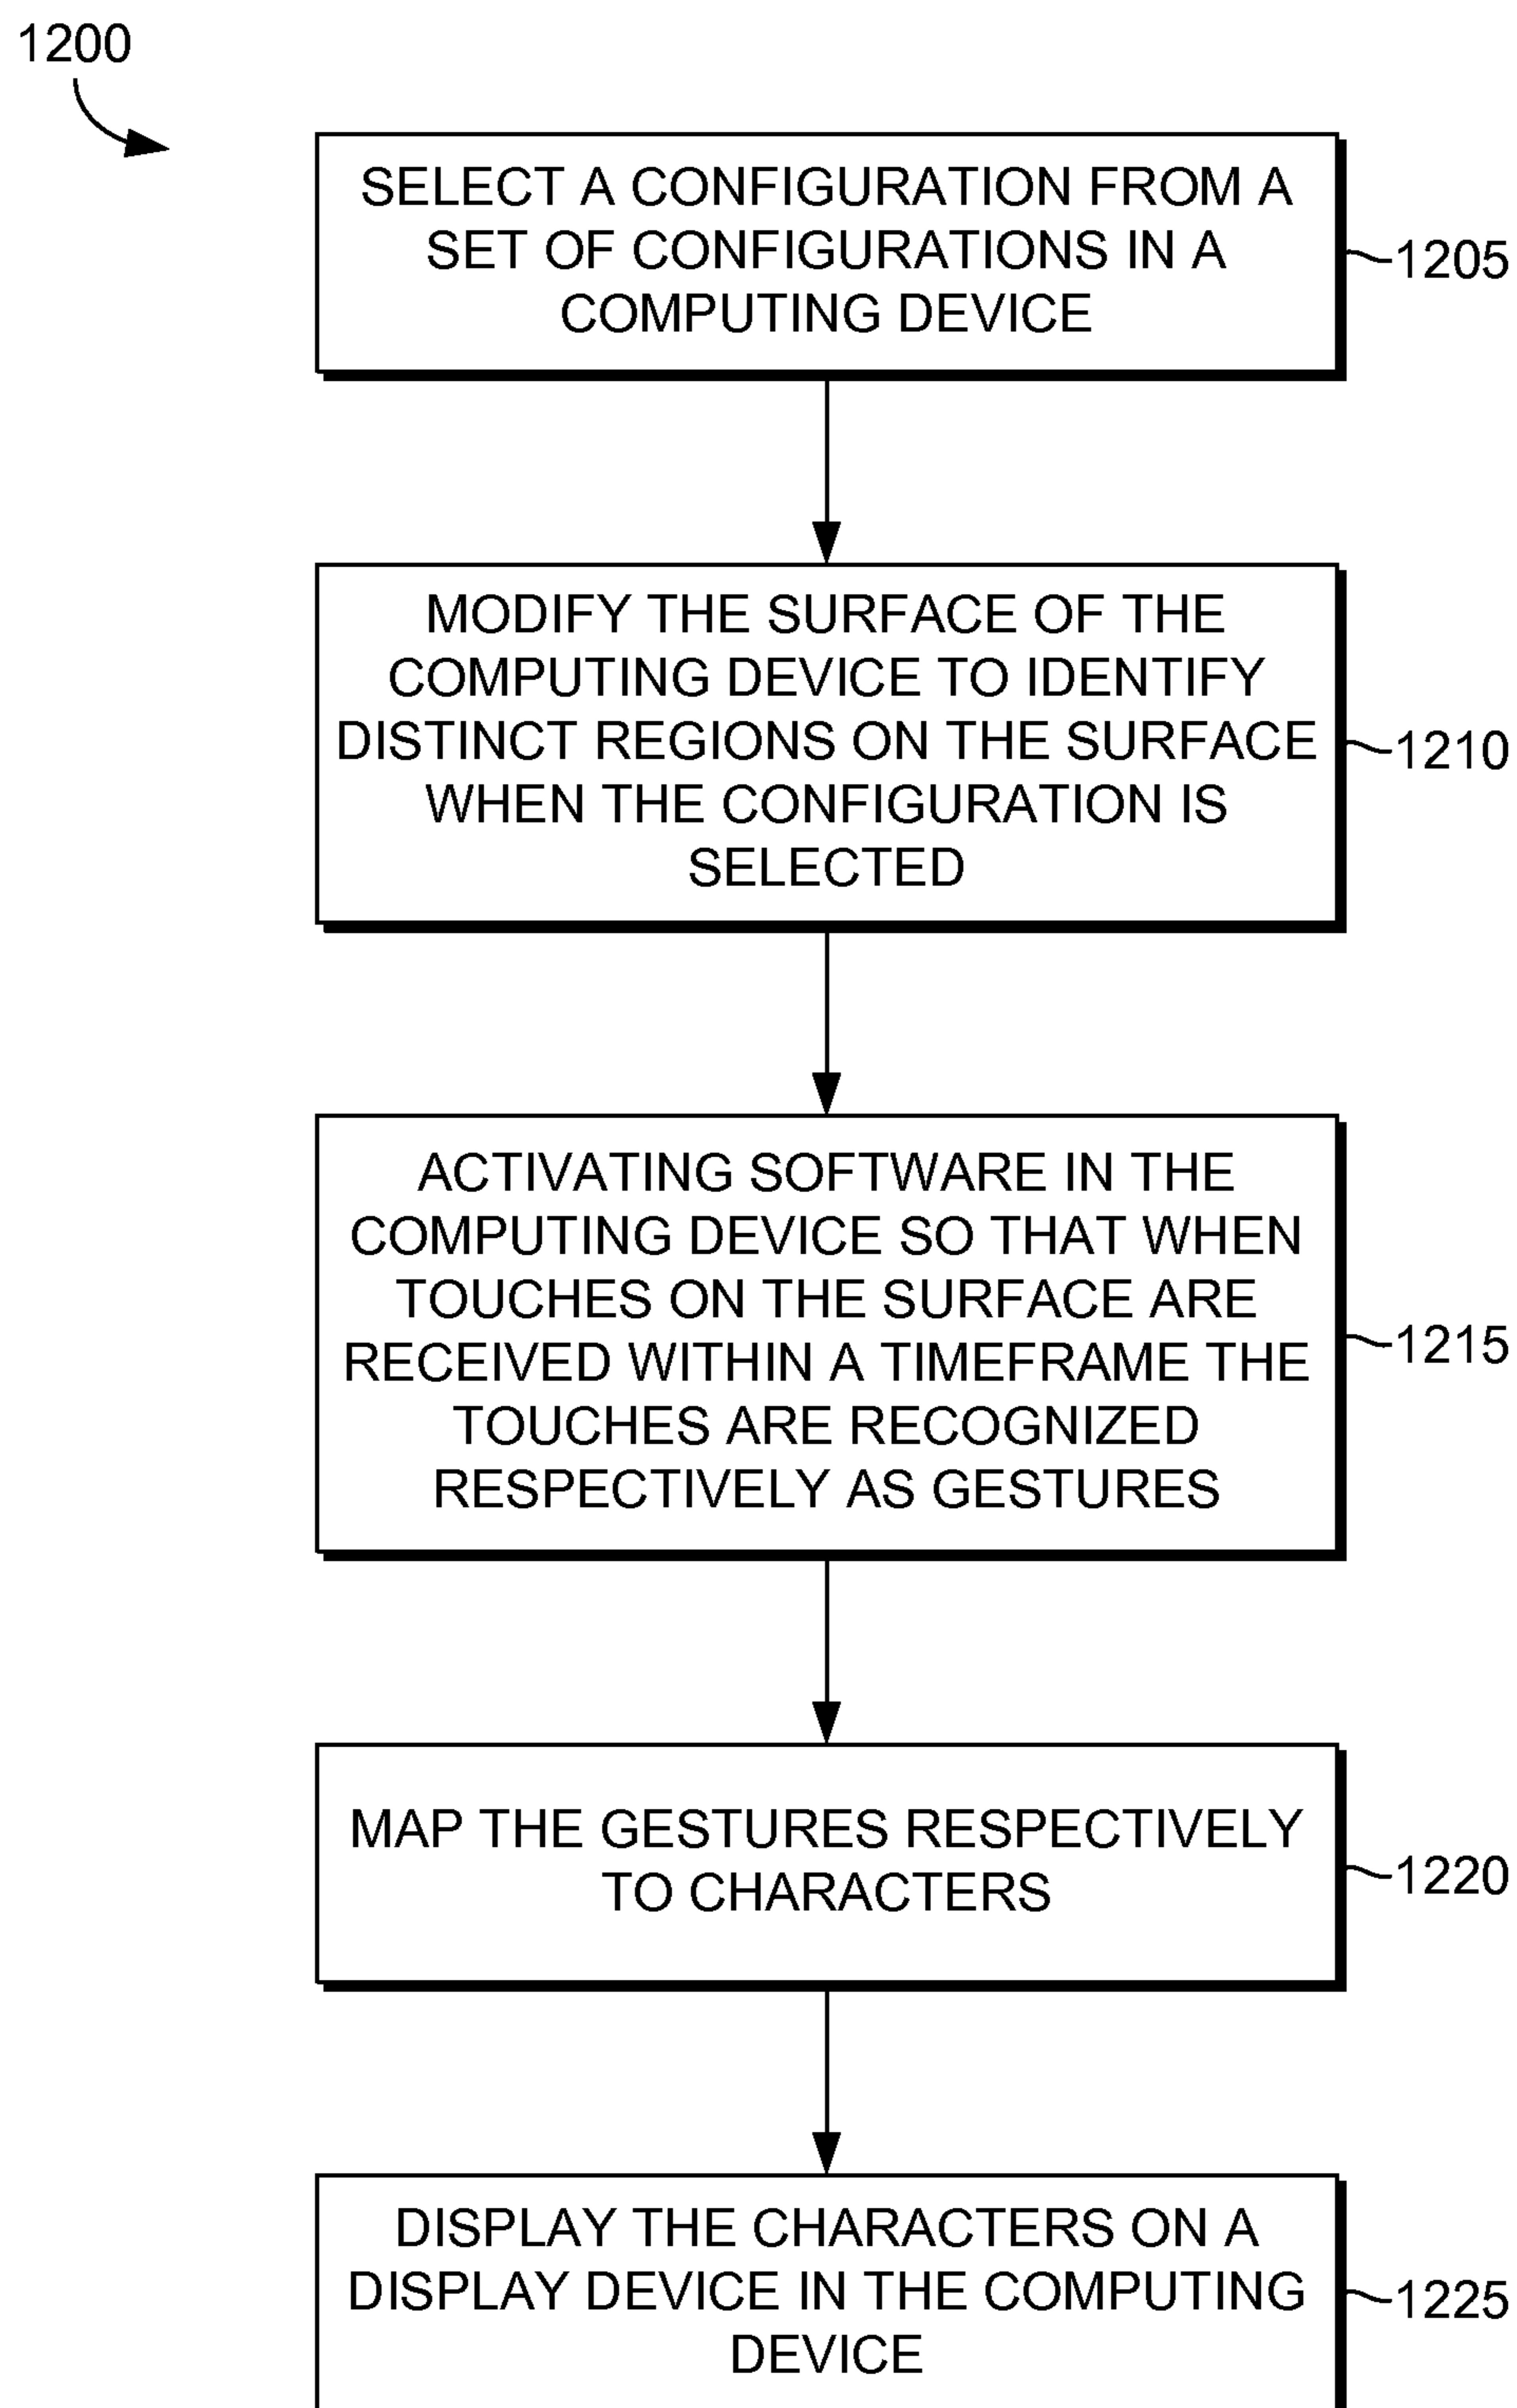 1200
SELECT A CONFIGURATION FROM A
SET OF CONFIGURATIONS IN A
COMPUTING DEVICE
1205
MODIFY THE SURFACE OF THE
COMPUTING DEVICE TO IDENTIFY
DISTINCT REGIONS ON THE SURFACE
WHEN THE CONFIGURATION IS
SELECTED
1210
ACTIVATING SOFTWARE IN THE
COMPUTING DEVICE SO THAT WHEN
TOUCHES ON THE SURFACE ARE
RECEIVED WITHIN A TIMEFRAME THE
TOUCHES ARE RECOGNIZED
RESPECTIVELY AS GESTURES
1215
MAP THE GESTURES RESPECTIVELY
TO CHARACTERS
1220
DISPLAY THE CHARACTERS ON A
DISPLAY DEVICE IN THE COMPUTING
DEVICE
1225